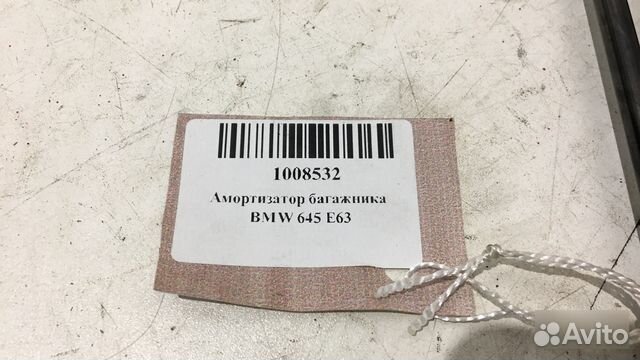 1008532
Амортизатор багажника
BMW 645 E63
Avito